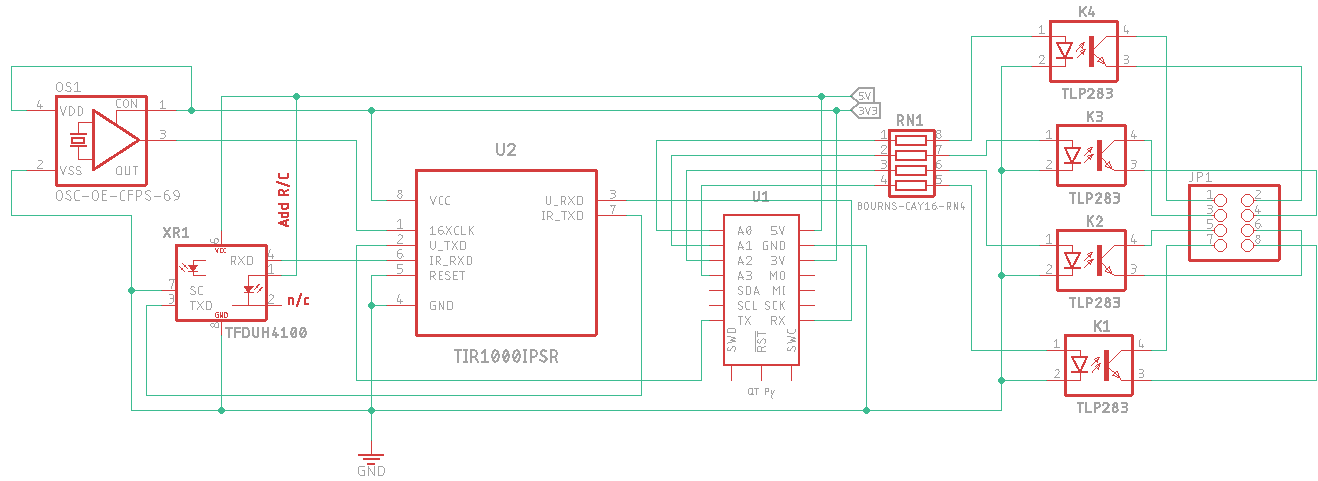 OS1
4
VDD
CON
1
OUT
3
2
VSS
OSC-OE-CFPS-69
Add R/C
XR1
6
VCC
RXD
4
1
7
SC
3
TXD
2
n/c
GND
8
TFDUH4100
U2
8
VCC
1
16XCLK
2
U_TXD
6
IR_RXD
5
RESET
4
GND
U_RXD
3
IR_TXD
7
TIR1000IPSR
GND
5V
3V3
U1
A0
5V
A1
GND
A2
3V
A3
MO
SDA
MI
SCL
SCK
TX
RX
SWD
RST
SWC
QT Py
RN1
1
8
2
7
3
6
4
5
BOURNS-CAY16-RN4
K4
1
4
2
3
TLP283
K3
1
4
2
3
TLP283
K2
1
4
2
3
TLP283
K1
1
4
2
3
TLP283
JP1
1
2
3
4
5
6
7
8